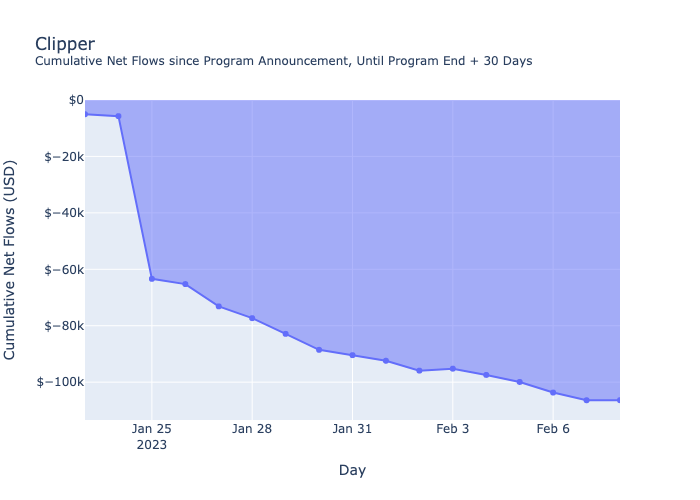 Clipper
Cumulative Net Flows since Program Announcement, Until Program End + 30 Days
Cumulative Net Flows (USD)
$0
$−20k
$−40k
$−60k
$−80k
$−100k
Jan 25 Jan 28 Jan 31 Feb 3 Feb 6
2023
Day